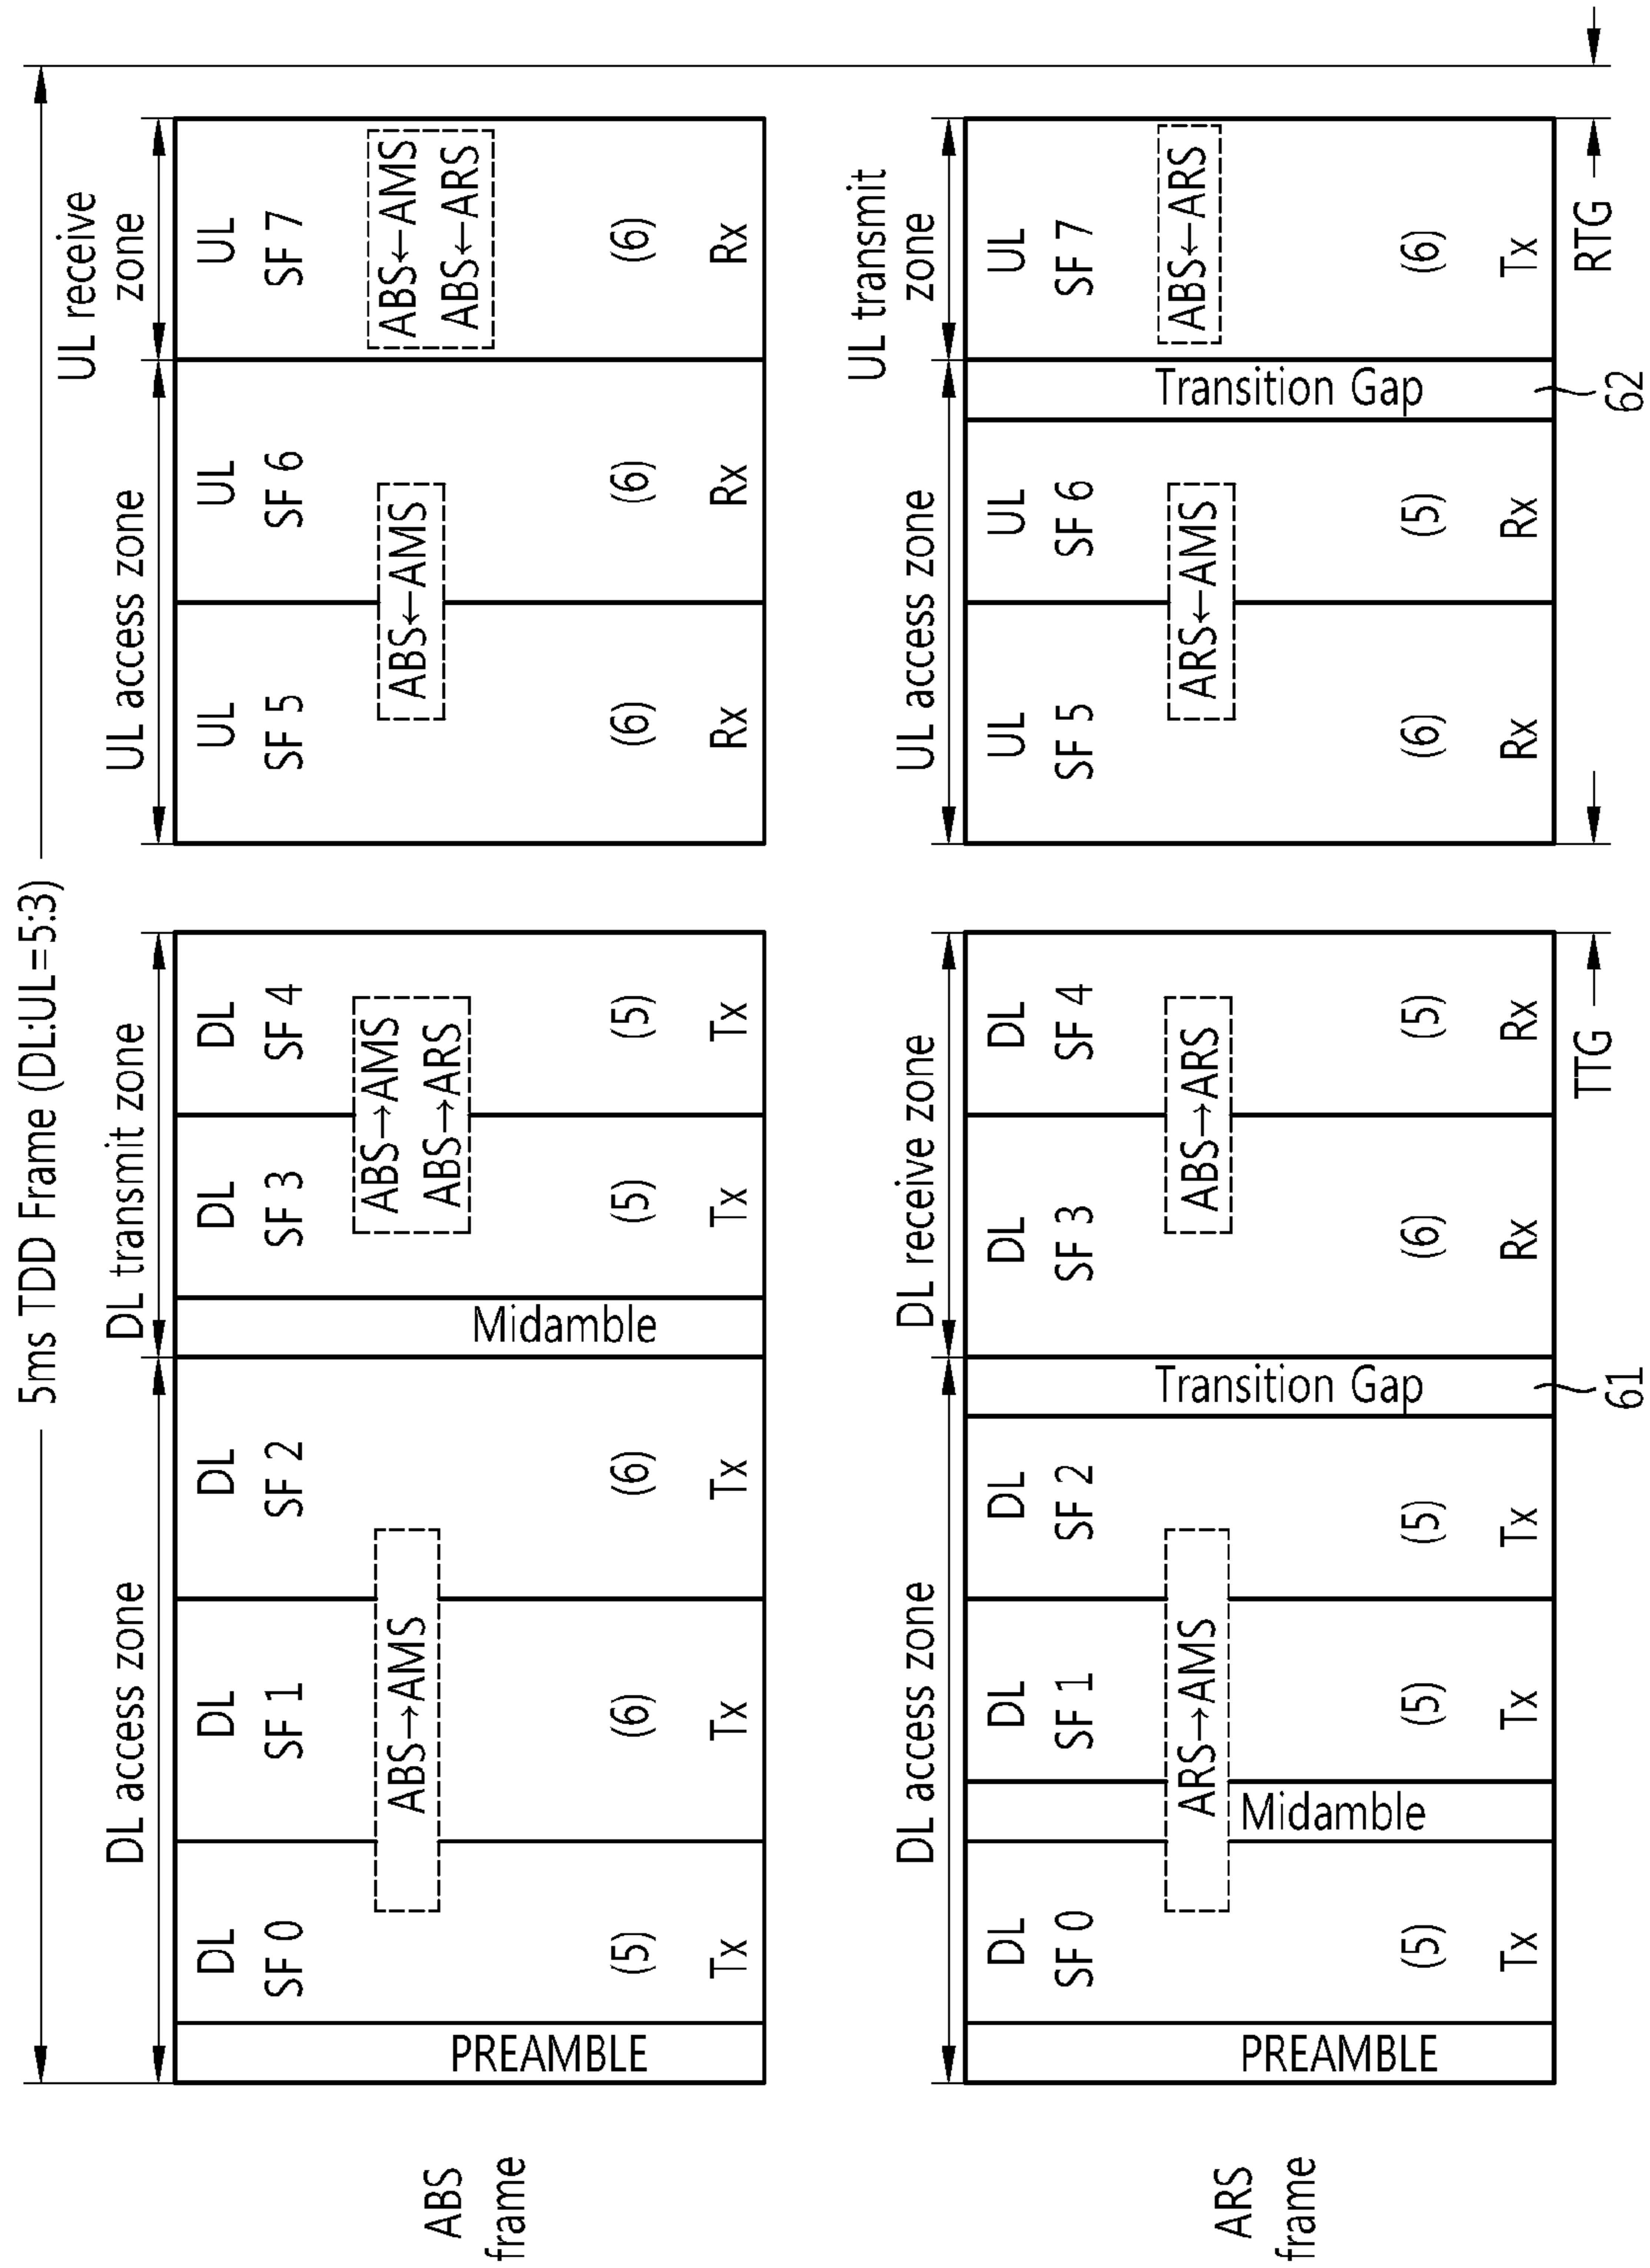 5ms TDD Frame (DL:UL=5:3)
DL access zone
DL transmit zone
UL access zone
UL receive
zone
ABS
frame
PREAMBLE
DL
SF 0
(5)
Tx
DL
SF 1
(6)
Tx
DL
SF 2
(6)
Tx
ABS→AMS
Midamble
DL
SF 3
(5)
Tx
DL
SF 4
(5)
Tx
ABS→AMS
ABS→ARS
UL
SF 5
(6)
Rx
UL
SF 6
(6)
Rx
ABS←AMS
UL
SF 7
ABS←AMS
ABS←ARS
(6)
Rx
DL access zone
DL receive zone
UL access zone
UL transmit
zone
ARS
frame
PREAMBLE
DL
SF 0
(5)
Tx
Midamble
DL
SF 1
(5)
Tx
DL
SF 2
(5)
Tx
ARS→AMS
Transition Gap
DL
SF 3
(6)
Rx
DL
SF 4
(5)
Rx
ABS→ARS
UL
SF 5
(6)
Rx
UL
SF 6
(5)
Rx
ARS←AMS
Transition Gap
UL
SF 7
ABS←ARS
(6)
Tx
61
TTG
62
RTG